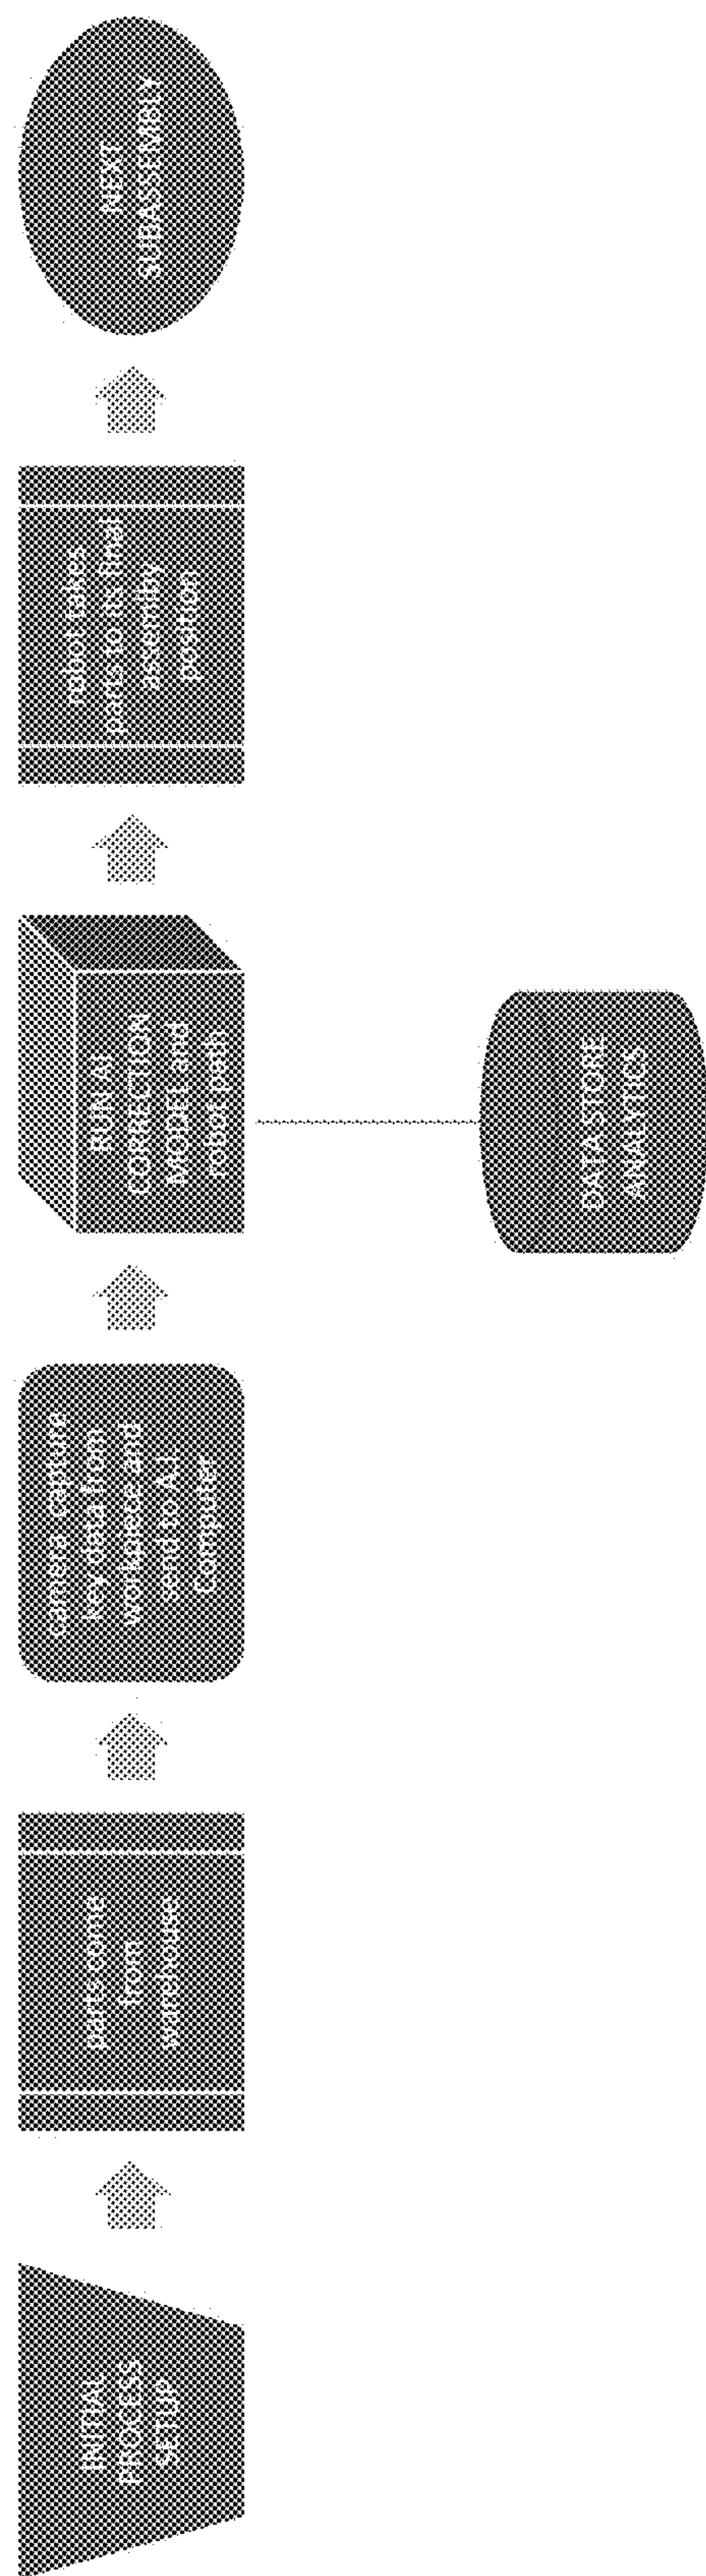 INITIAL
PROCESS
SETUP
parts come
from
warehouse
camera capture
key data from
workpiece and
send to A.I.
Computer
RUN AI
CORRECTION
MODEL and
robot path
DATA STORE
ANALYTICS
robot takes
parts to its final
assembly
position
NEXT
SUBASSEMBLY